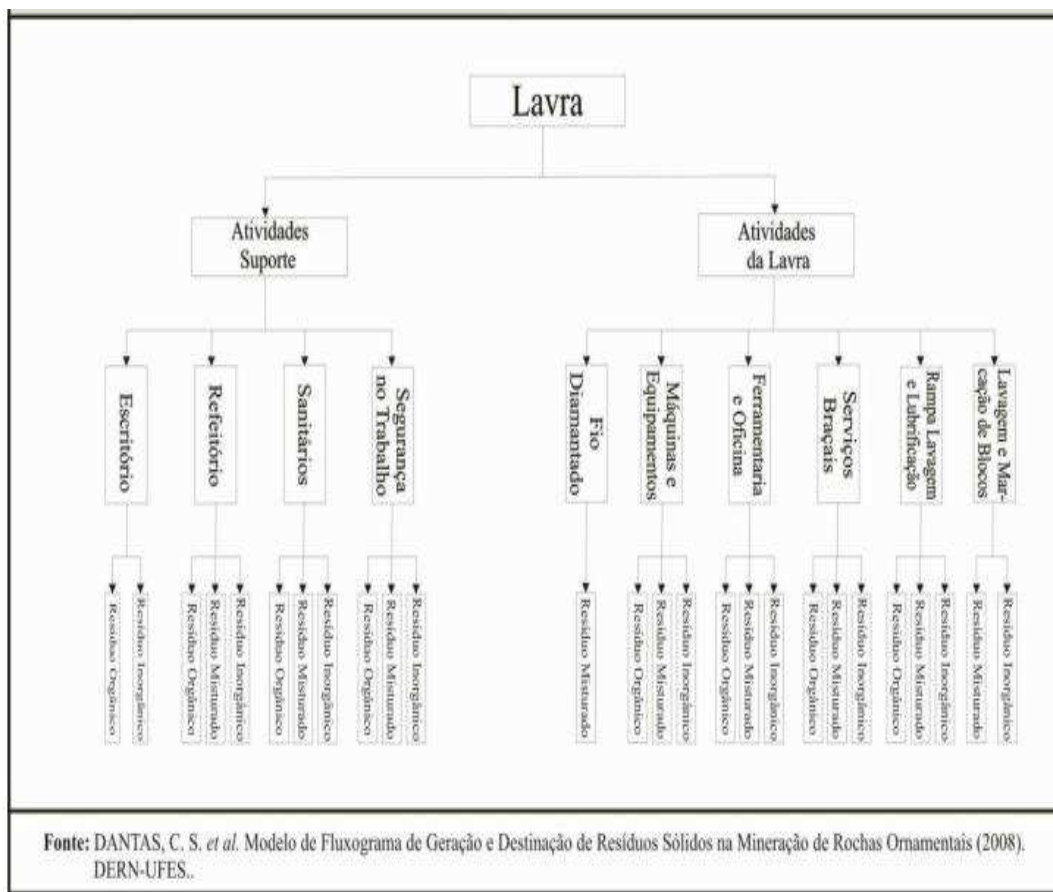 Lavra
Atividades
Suporte
Atividades
da Lavra
Escritório
Refeitório
Sanitários
Segurança
no Trabalho
Fio
Diamantado
Máquinas e
Equipamentos
Ferramentaria
e Oficina
Serviços
Braçais
Rampa Lavagem
e Lubrificação
Lavagem e Mar-
cação de Blocos
Resíduo Orgânico
Resíduo Inorgânico
Resíduo Orgânico
Resíduo Misturado
Resíduo Inorgânico
Resíduo Orgânico
Resíduo Misturado
Resíduo Inorgânico
Resíduo Orgânico
Resíduo Misturado
Resíduo Inorgânico
Resíduo Misturado
Resíduo Orgânico
Resíduo Misturado
Resíduo Inorgânico
Resíduo Orgânico
Resíduo Misturado
Resíduo Inorgânico
Resíduo Orgânico
Resíduo Misturado
Resíduo Inorgânico
Resíduo Orgânico
Resíduo Misturado
Resíduo Inorgânico
Resíduo Misturado
Resíduo Inorgânico
Fonte: DANTAS, C. S. et al. Modelo de Fluxograma de Geração e Destinação de Resíduos Sólidos na Mineração de Rochas Ornamentais (2008).
DERN-UFES..